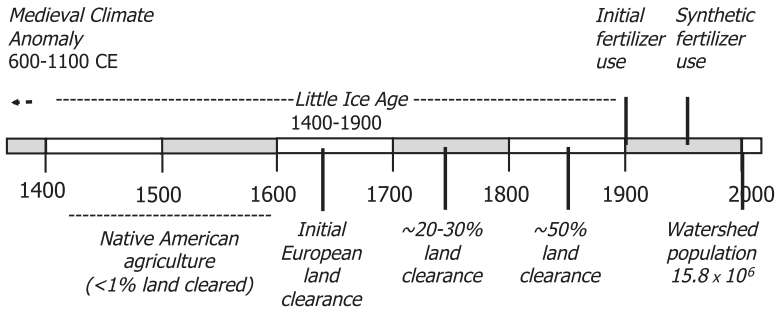 Medieval Climate
Anomaly
600-1100 CE
Initial
fertilizer
use
Synthetic
fertilizer
use
Little Ice Age
1400-1900
1400
1500
1600
1700
1800
1900
2000
Native American
agriculture
(<1% land cleared)
Initial
European
land
clearance
~20-30%
land
clearance
~50%
land
clearance
Watershed
population
15.8 x 10⁶